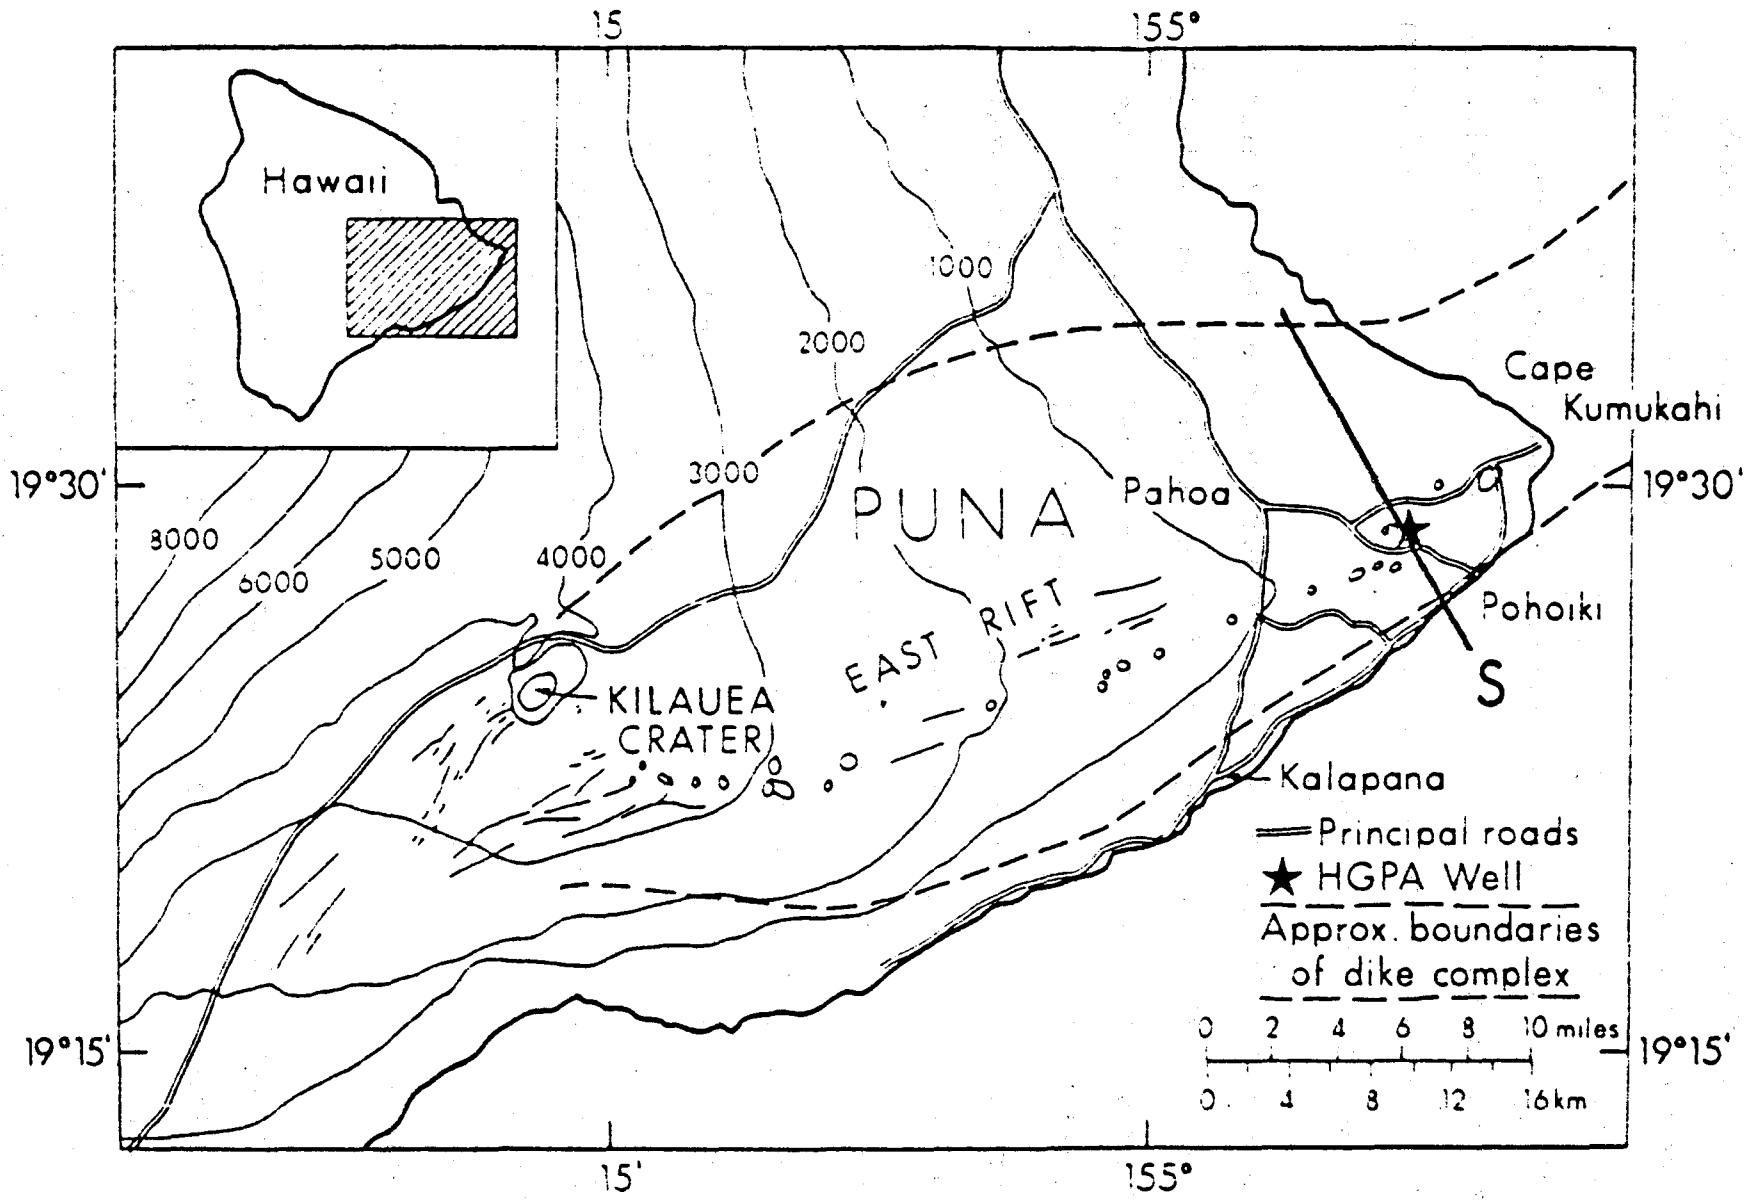 15
155°
Hawaii
1000
2000
Cape
Kumukahi
3000
19°30'
PUNA
Pahoa
19°30'
8000
6000
5000
4000
EAST RIFT
Pohoiki
KILAUEA
CRATER
S
Kalapana
Principal roads
HGPA Well
Approx. boundaries
of dike complex
0 2 4 6 8 10 miles
19°15'
19°15'
0 4 8 12 16 km
15'
155°